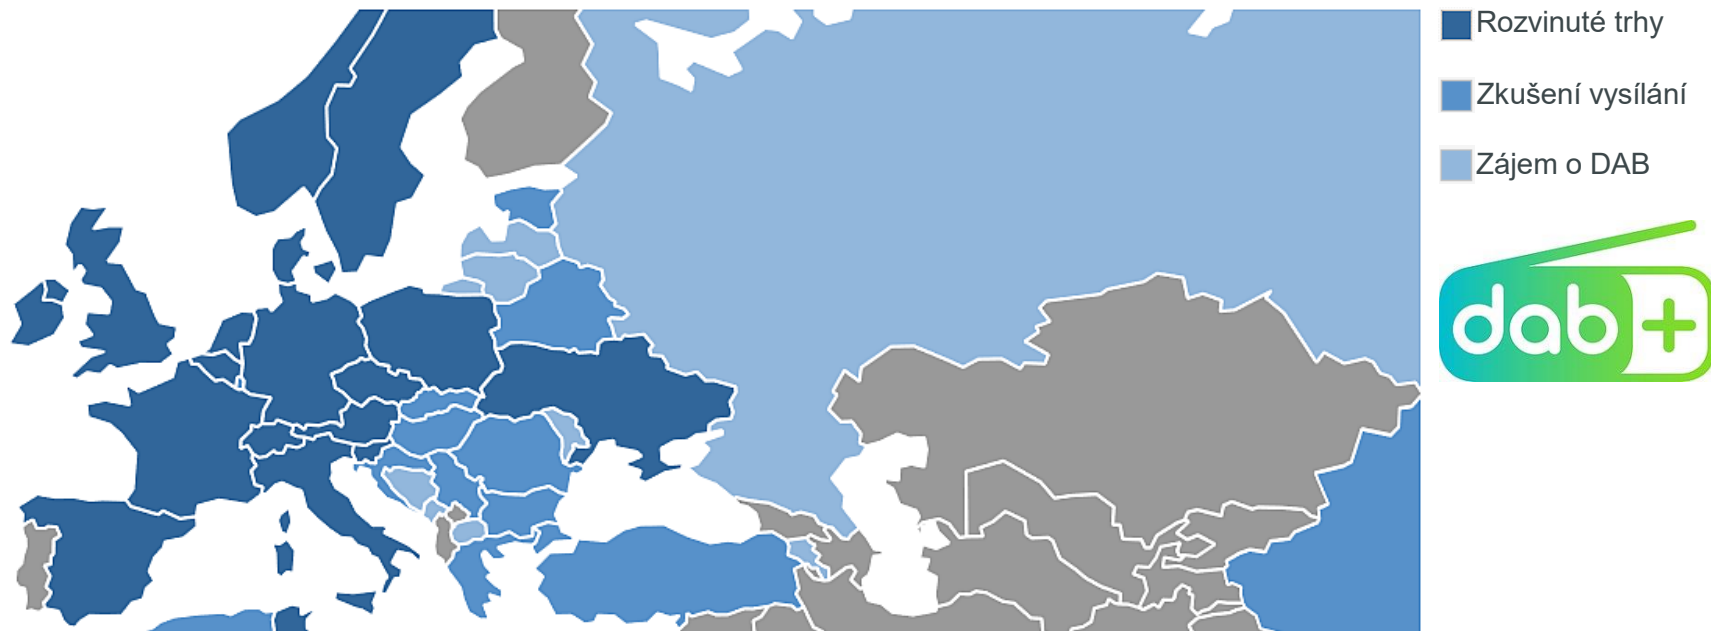 Rozvinuté trhy
Zkušení vysílání
Zájem o DAB
dab+